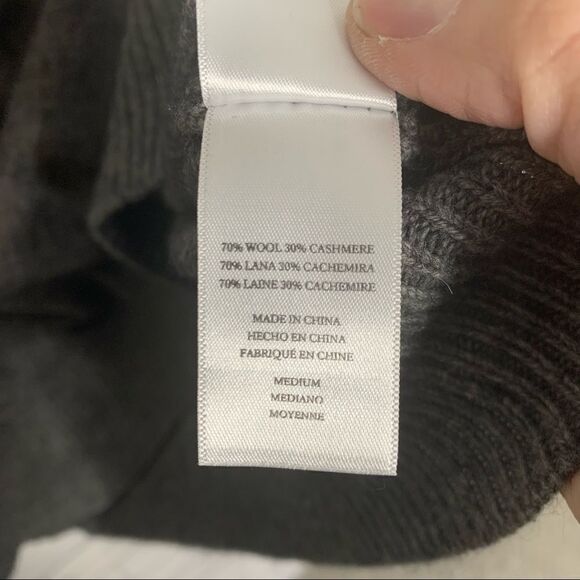 70% WOOL 30% CASHMERE
70% LANA 30% CACHEMIRA
70% LAINE 30% CACHEMIRE
MADE IN CHINA
HECHO EN CHINA
FABRIQUÉ EN CHINE
MEDIUM
MEDIANO
MOYENNE